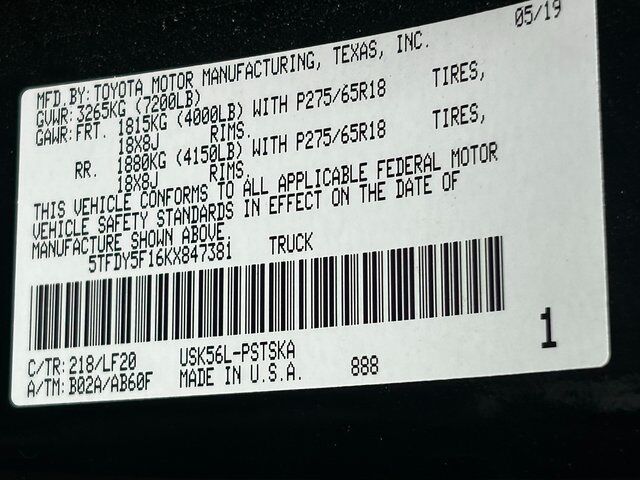 05/19
MFD.BY:TOYOTA MOTOR MANUFACTURING, TEXAS, INC.
GVWR:3265KG (7200LB)
GAWR:FRT. 1815KG (4000LB) WITH P275/65R18 TIRES,
18X8J RIMS.
RR. 1880KG (4150LB) WITH P275/65R18 TIRES,
18X8J RIMS.
THIS VEHICLE CONFORMS TO ALL APPLICABLE FEDERAL MOTOR
VEHICLE SAFETY STANDARDS IN EFFECT ON THE DATE OF
MANUFACTURE SHOWN ABOVE
5TFDY5F16KX847381 TRUCK
C/TR:218/LF20 USK56L-PSTSKA
A/TM:B02A/AB60F MADE IN U.S.A. 888
1